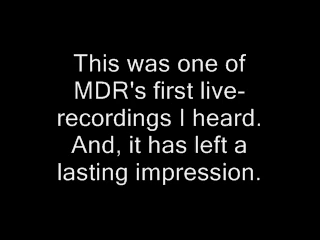 This was one of
MDR's first live-
recordings I heard.
And, it has left a
lasting impression.